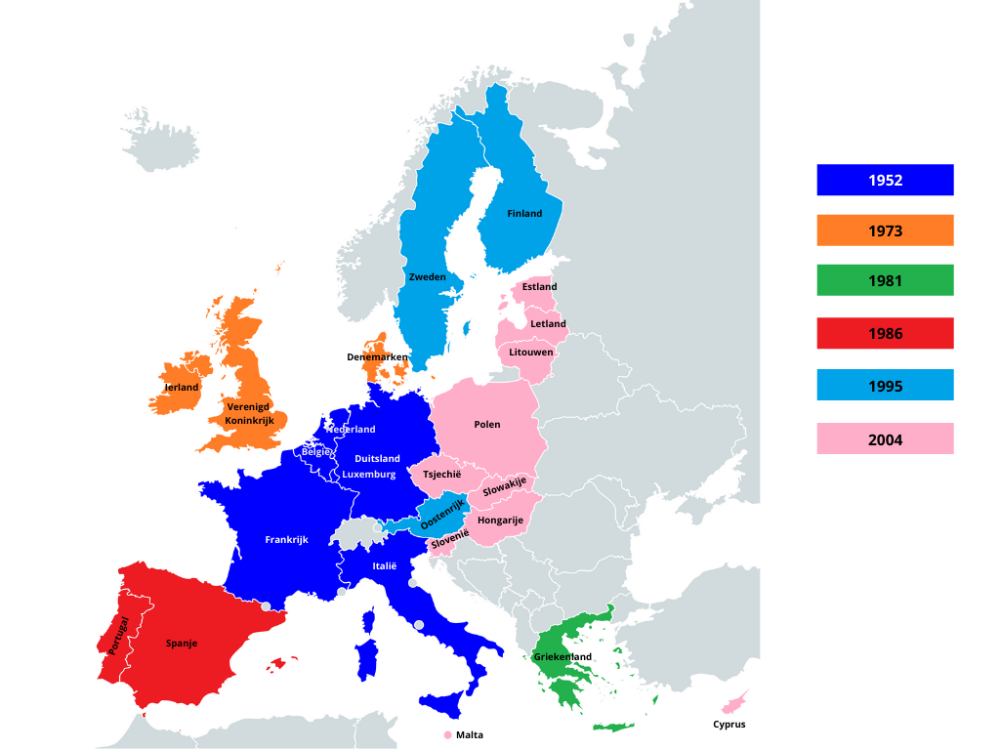 1952
1973
Finland
1981
Zweden
Estland
Letland
1986
Litouwen
Denemarken
1995
Ierland
Verenigd
Koninkrijk
Polen
Nederland
2004
België
Duitsland
Luxemburg
Tsjechië
Slowakije
Oostenrijk
Hongarije
Frankrijk
Slovenië
Italië
Portugal
Spanje
Griekenland
Cyprus
Malta